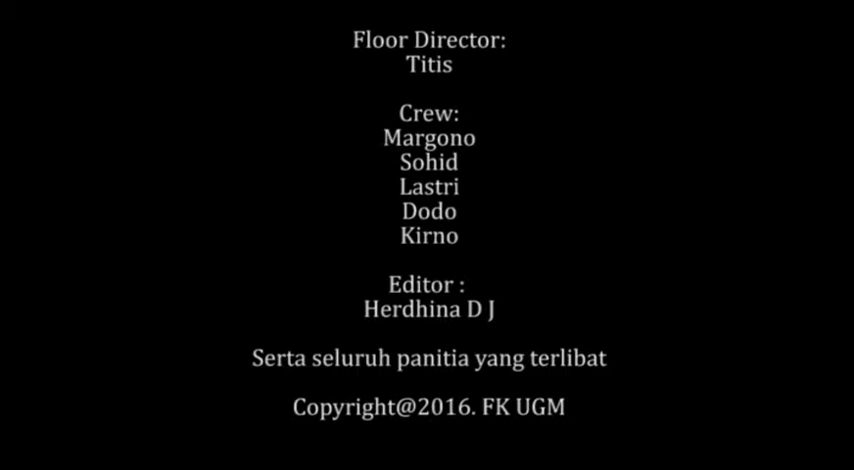 Floor Director:
Titis
Crew:
Margono
Sohid
Lastri
Dodo
Kirno
Editor :
Herdhina D J
Serta seluruh panitia yang terlibat
Copyright@2016. FK UGM